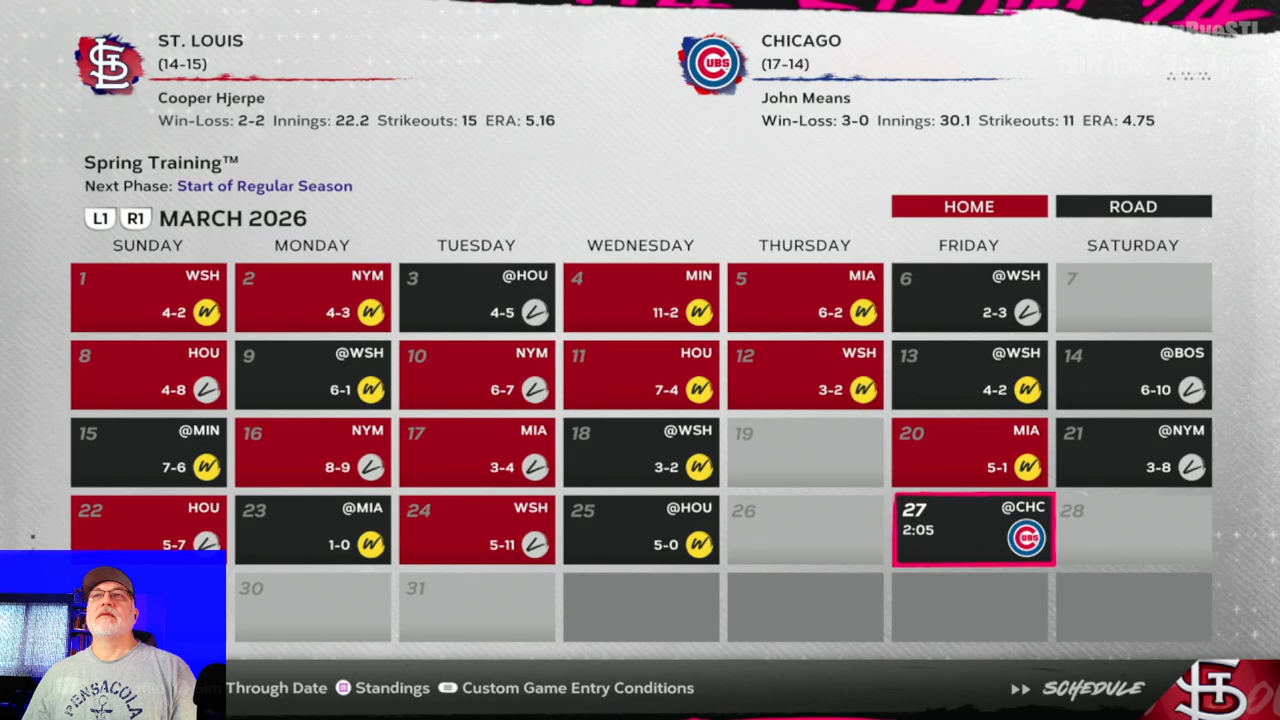 ST. LOUIS
(14-15)
Cooper Hjerpe
Win-Loss: 2-2 Innings: 22.2 Strikeouts: 15 ERA: 5.16
CHICAGO
(17-14)
John Means
Win-Loss: 3-0 Innings: 30.1 Strikeouts: 11 ERA: 4.75
CUBS
Spring Training™
Next Phase: Start of Regular Season
L1 R1 MARCH 2026
HOME ROAD
SUNDAY MONDAY TUESDAY WEDNESDAY THURSDAY FRIDAY SATURDAY
1 WSH 2 NYM 3 @HOU 4 MIN 5 MIA 6 @WSH 7
4-2 W 4-3 W 4-5 L 11-2 W 6-2 W 2-3 L
8 HOU 9 @WSH 10 NYM 11 HOU 12 WSH 13 @WSH 14 @BOS
4-8 L 6-1 W 6-7 L 7-4 W 3-2 W 4-2 W 6-10 L
15 @MIN 16 NYM 17 MIA 18 @WSH 19 20 MIA 21 @NYM
7-6 W 8-9 L 3-4 L 3-2 W 5-1 W 3-8 L
22 HOU 23 @MIA 24 WSH 25 @HOU 26 27 @CHC 28
2:05 CUBS
5-7 L 1-0 W 5-11 L 5-0 W
30 31
PENSACOLA
Sim Through Date Standings Custom Game Entry Conditions
SCHEDULE